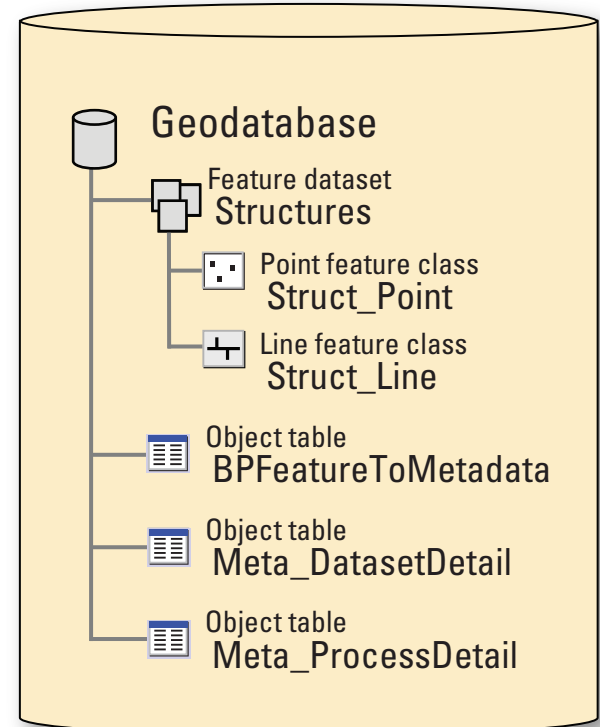 Geodatabase
Feature dataset
Structures
Point feature class
Struct_Point
Line feature class
Struct_Line
Object table
BPFeatureToMetadata
Object table
Meta_DatasetDetail
Object table
Meta_ProcessDetail